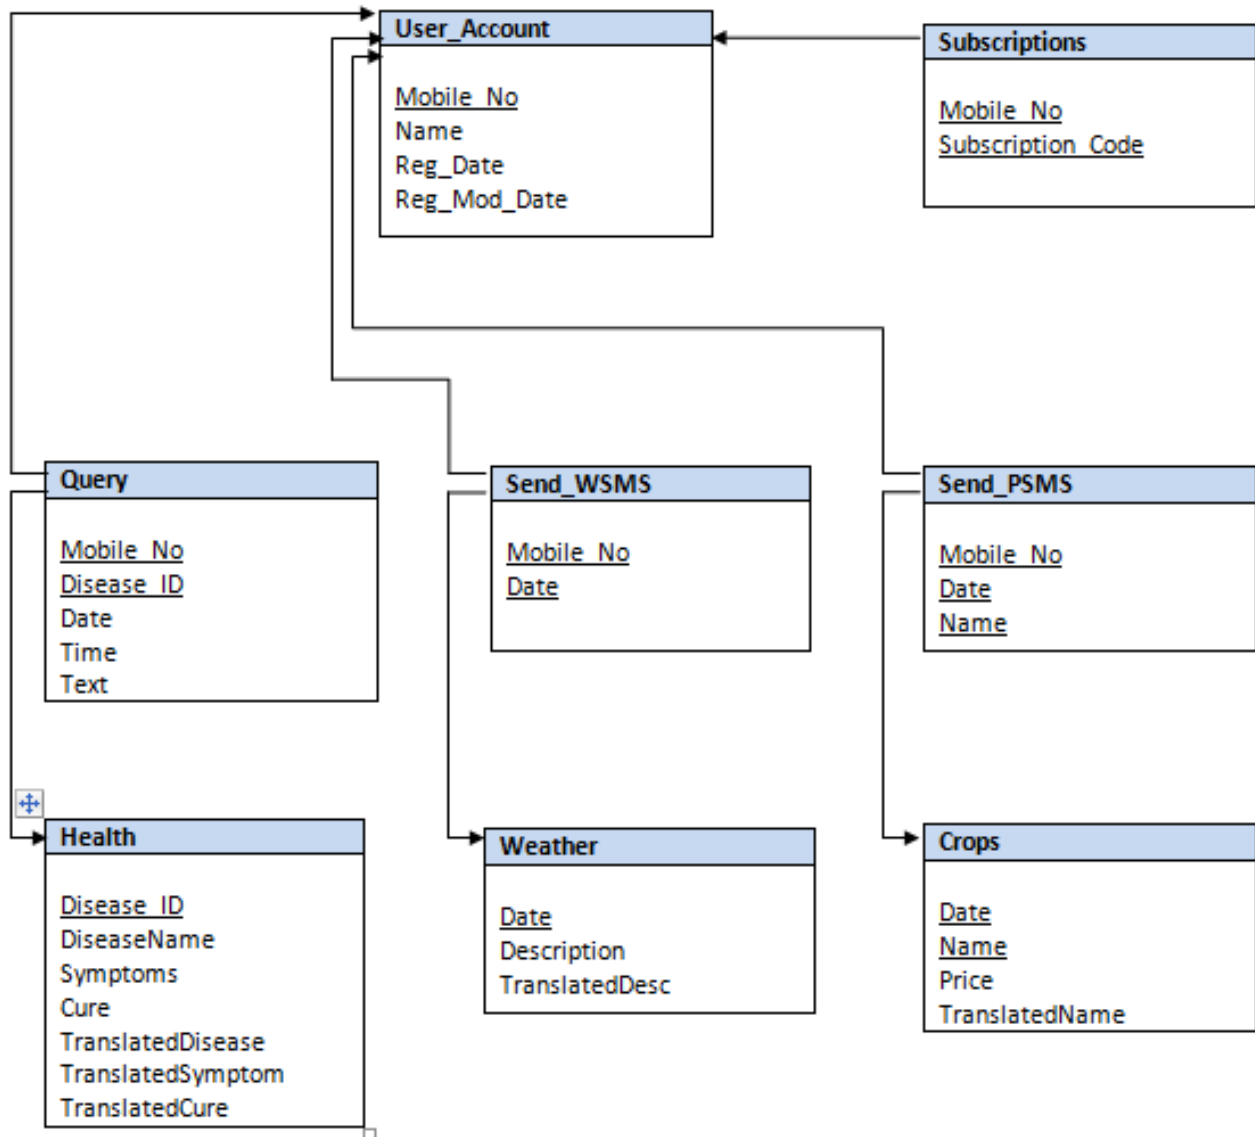 User_Account
Mobile_No
Name
Reg_Date
Reg_Mod_Date
Subscriptions
Mobile_No
Subscription_Code
Query
Mobile_No
Disease_ID
Date
Time
Text
Send_WSMS
Mobile_No
Date
Send_PSMS
Mobile_No
Date
Name
Health
Disease_ID
DiseaseName
Symptoms
Cure
TranslatedDisease
TranslatedSymptom
TranslatedCure
Weather
Date
Description
TranslatedDesc
Crops
Date
Name
Price
TranslatedName